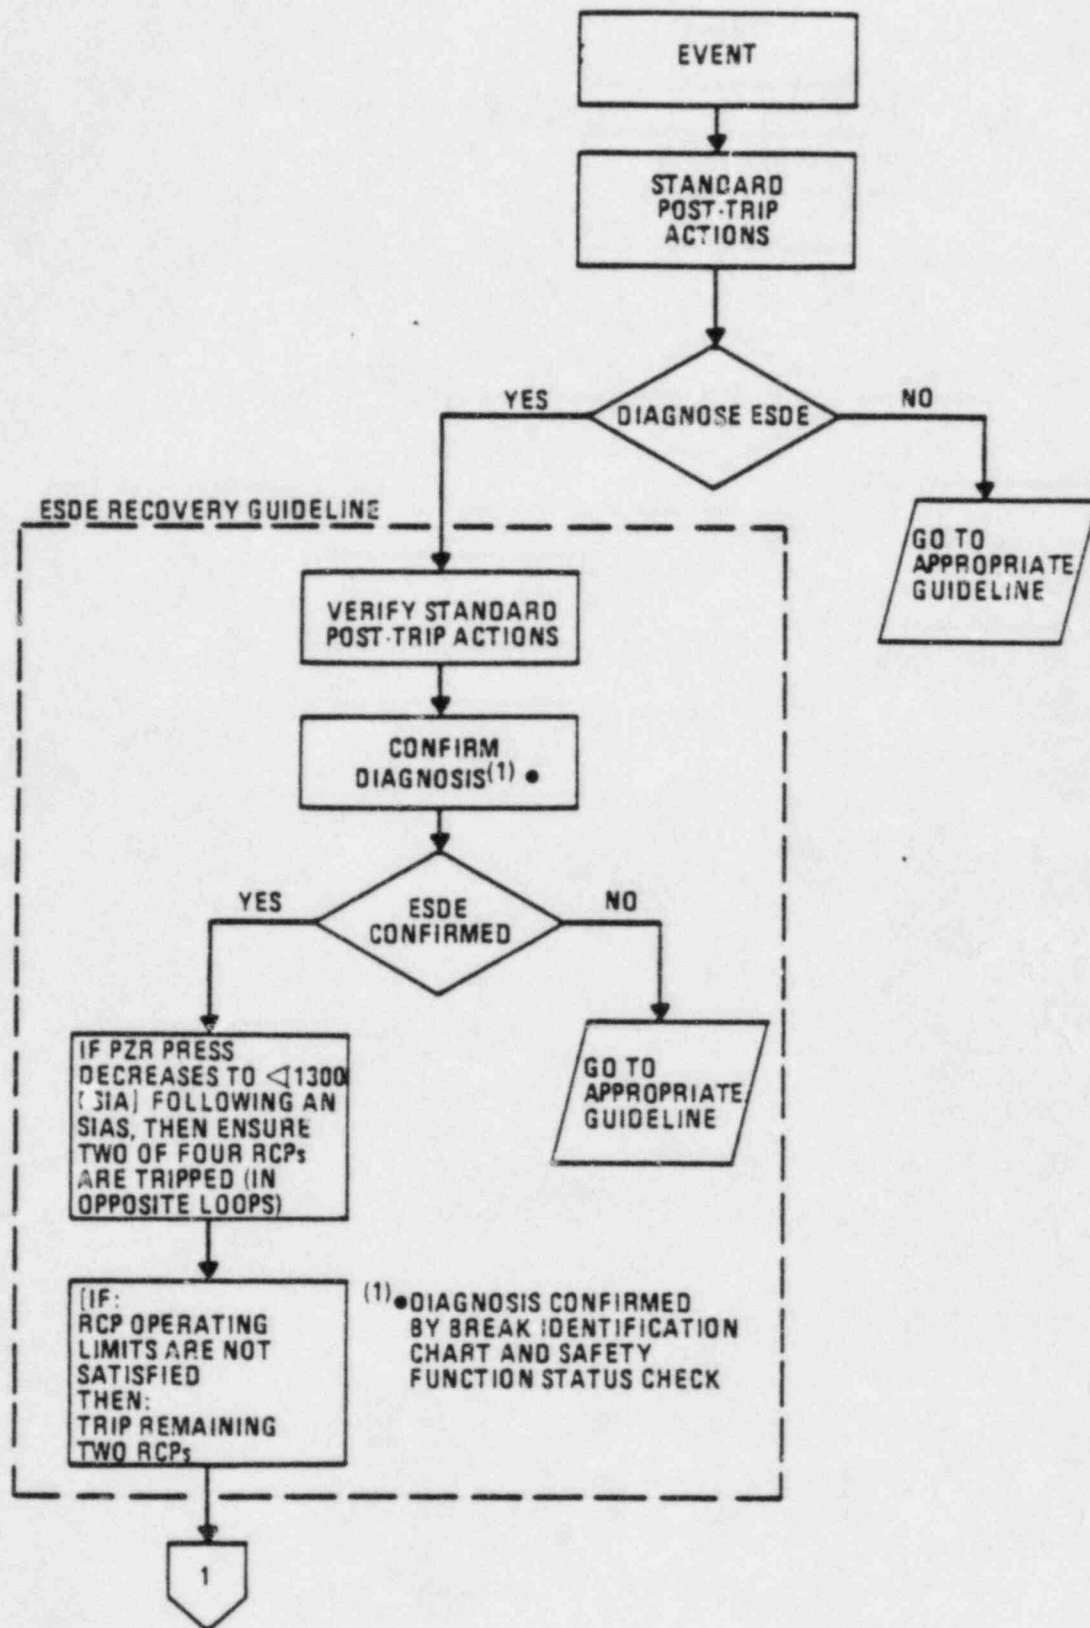 EVENT
STANDARD
POST-TRIP
ACTIONS
DIAGNOSE ESDE
YES
NO
GO TO
APPROPRIATE
GUIDELINE
ESDE RECOVERY GUIDELINE
VERIFY STANDARD
POST-TRIP ACTIONS
CONFIRM
DIAGNOSIS(1) ●
ESDE
CONFIRMED
YES
NO
GO TO
APPROPRIATE
GUIDELINE
IF PZR PRESS
DECREASES TO <1300
FOLLOWING AN
SIAS, THEN ENSURE
TWO OF FOUR RCPs
ARE TRIPPED (IN
OPPOSITE LOOPS)
[IF:
RCP OPERATING
LIMITS ARE NOT
SATISFIED
THEN:
TRIP REMAINING
TWO RCPs
(1)● DIAGNOSIS CONFIRMED
BY BREAK IDENTIFICATION
CHART AND SAFETY
FUNCTION STATUS CHECK
1